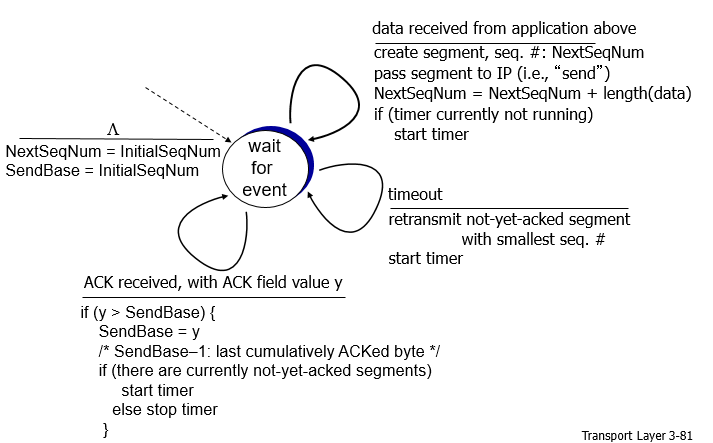 data received from application above
create segment, seq. #: NextSeqNum
pass segment to IP (i.e., “send”)
NextSeqNum = NextSeqNum + length(data)
if (timer currently not running)
start timer
Λ
NextSeqNum = InitialSeqNum
SendBase = InitialSeqNum
wait
for
event
timeout
retransmit not-yet-acked segment
with smallest seq. #
start timer
ACK received, with ACK field value y
if (y > SendBase) {
SendBase = y
/* SendBase–1: last cumulatively ACKed byte */
if (there are currently not-yet-acked segments)
start timer
else stop timer
}
Transport Layer 3-81